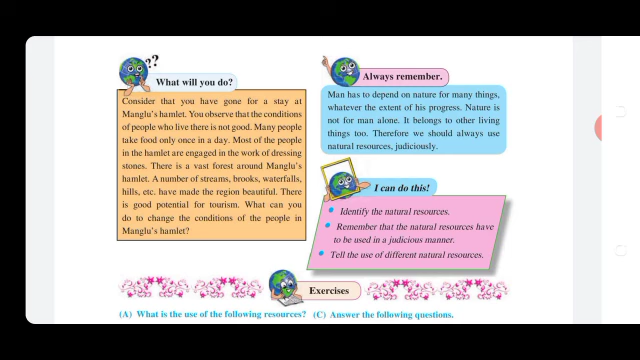 ??
What will you do?
Consider that you have gone for a stay at
Manglu's hamlet. You observe that the conditions
of people who live there is not good. Many people
take food only once in a day. Most of the people
in the hamlet are engaged in the work of dressing
stones. There is a vast forest around Manglu's
hamlet. A number of streams, brooks, waterfalls,
hills, etc. have made the region beautiful. There
is good potential for tourism. What can you
do to change the conditions of the people in
Manglu's hamlet?
Always remember.
Man has to depend on nature for many things,
whatever the extent of his progress. Nature is
not for man alone. It belongs to other living
things too. Therefore we should always use
natural resources, judiciously.
I can do this!
• Identify the natural resources.
• Remember that the natural resources have
to be used in a judicious manner.
• Tell the use of different natural resources.
Exercises
(A) What is the use of the following resources?
(C) Answer the following questions.